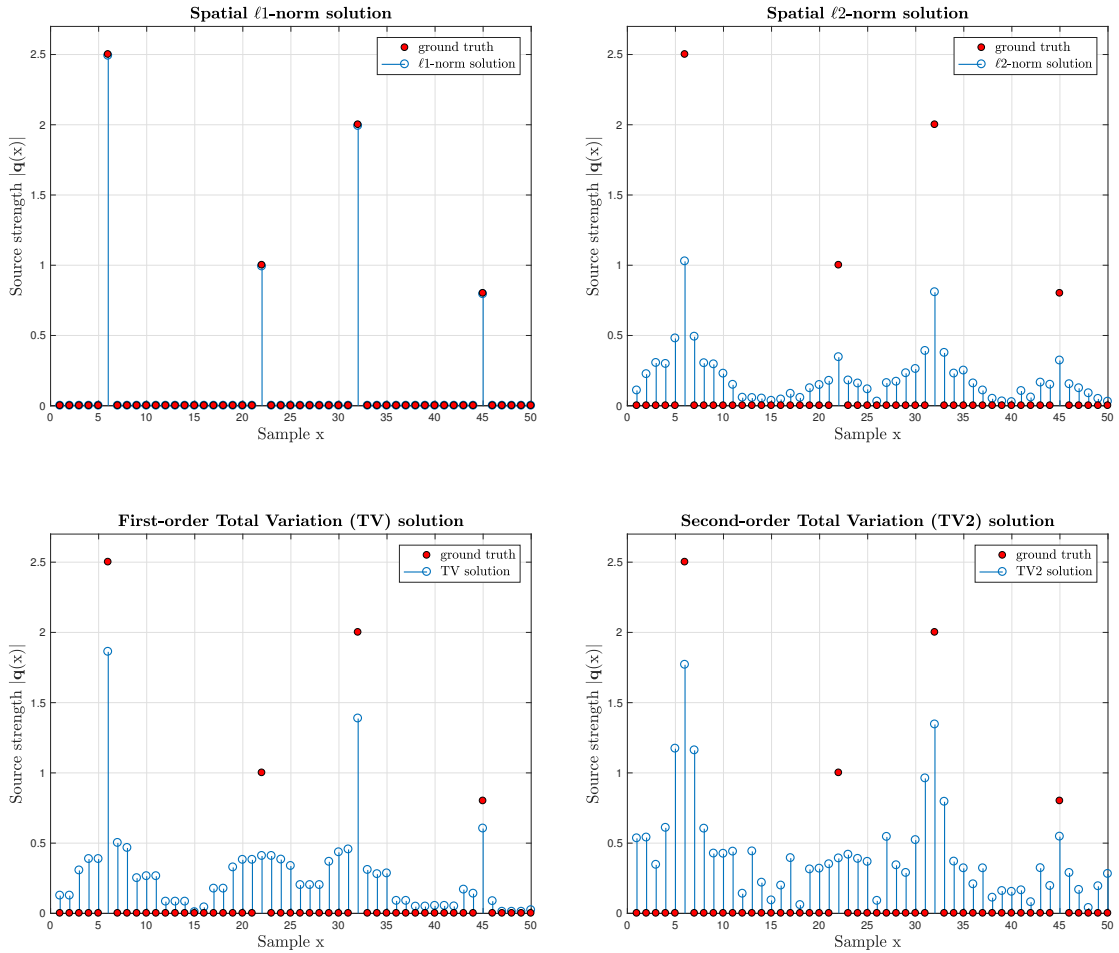 Spatial ℓ1-norm solution
ground truth
ℓ1-norm solution
Source strength |q(x)|
2.5
2
1.5
1
0.5
0
0 5 10 15 20 25 30 35 40 45 50
Sample x
Spatial ℓ2-norm solution
ground truth
ℓ2-norm solution
Source strength |q(x)|
2.5
2
1.5
1
0.5
0
0 5 10 15 20 25 30 35 40 45 50
Sample x
First-order Total Variation (TV) solution
ground truth
TV solution
Source strength |q(x)|
2.5
2
1.5
1
0.5
0
0 5 10 15 20 25 30 35 40 45 50
Sample x
Second-order Total Variation (TV2) solution
ground truth
TV2 solution
Source strength |q(x)|
2.5
2
1.5
1
0.5
0
0 5 10 15 20 25 30 35 40 45 50
Sample x